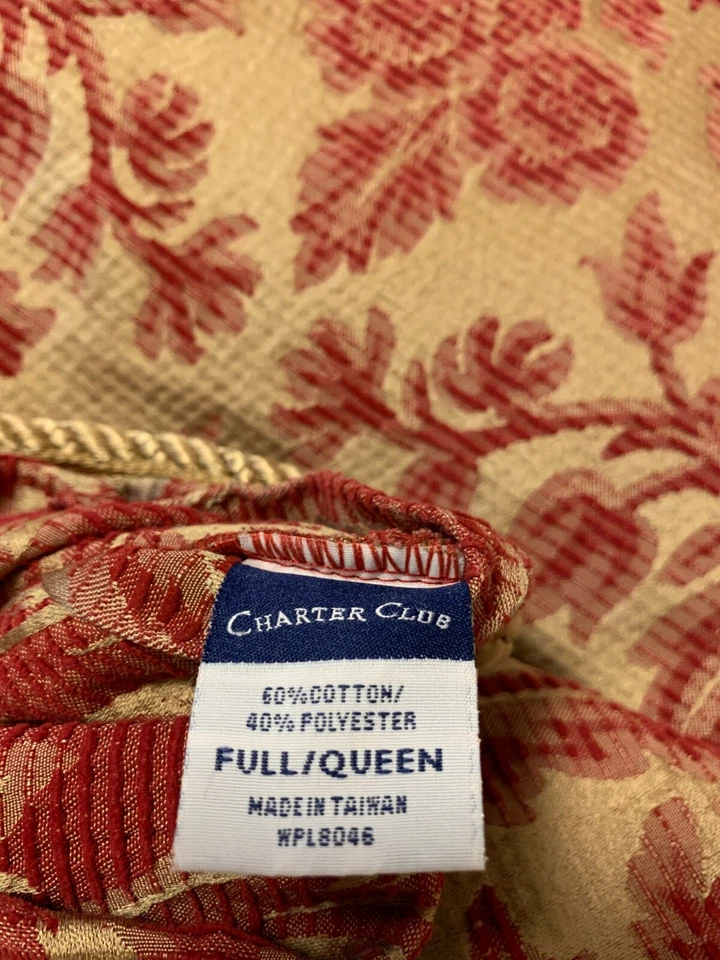 CHARTER CLUB
60%COTTON/
40% POLYESTER
FULL/QUEEN
MADE IN TAIWAN
WPL8046